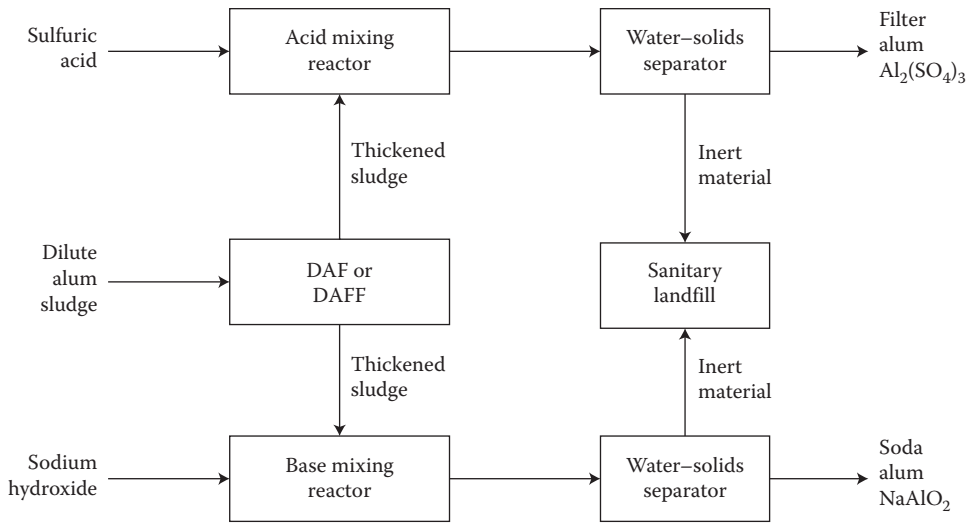 Sulfuric
acid
Acid mixing
reactor
Water–solids
separator
Filter
alum
Al₂(SO₄)₃
Thickened
sludge
Inert
material
Dilute
alum
sludge
DAF or
DAFF
Sanitary
landfill
Thickened
sludge
Inert
material
Sodium
hydroxide
Base mixing
reactor
Water–solids
separator
Soda
alum
NaAlO₂